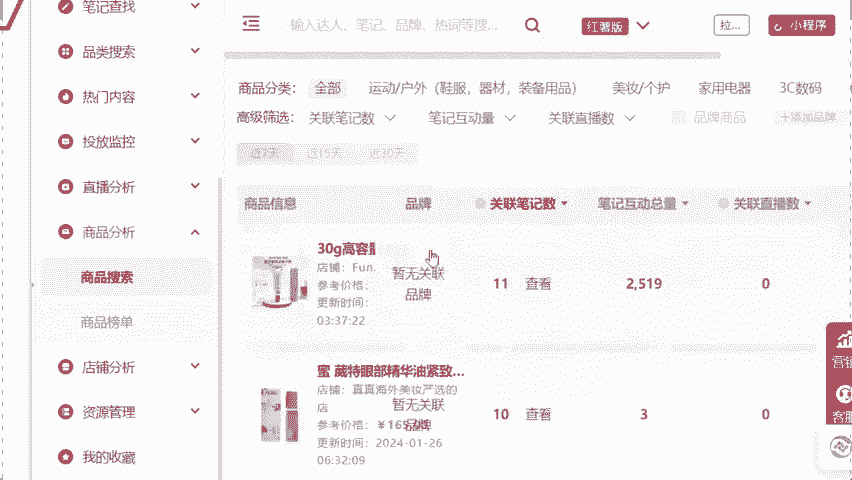 笔记查找
品类搜索
热门内容
投放监控
直播分析
商品分析
商品搜索
商品榜单
店铺分析
资源管理
我的收藏
输入达人、笔记、品牌、热词等搜...
红薯版
拉...
小程序
商品分类： 全部 运动/户外（鞋服，器材，装备用品） 美妆/个护 家用电器 3C数码
高级筛选： 关联笔记数 笔记互动量 关联直播数 品牌商品 +添加品牌
近7天 近15天 近30天
商品信息 品牌 关联笔记数 笔记互动总量 关联直播数
30g高容量
店铺：Fun.
参考价格：
更新时间：
03:37:22
暂无关联
品牌
11 查看 2,519 0
蜜 葳特眼部精华油紧致...
店铺：真真海外美妆严选的
店
参考价格：
更新时间：2024-01-26
06:32:09
暂无关联
品牌
10 查看 3 0
营销
客服